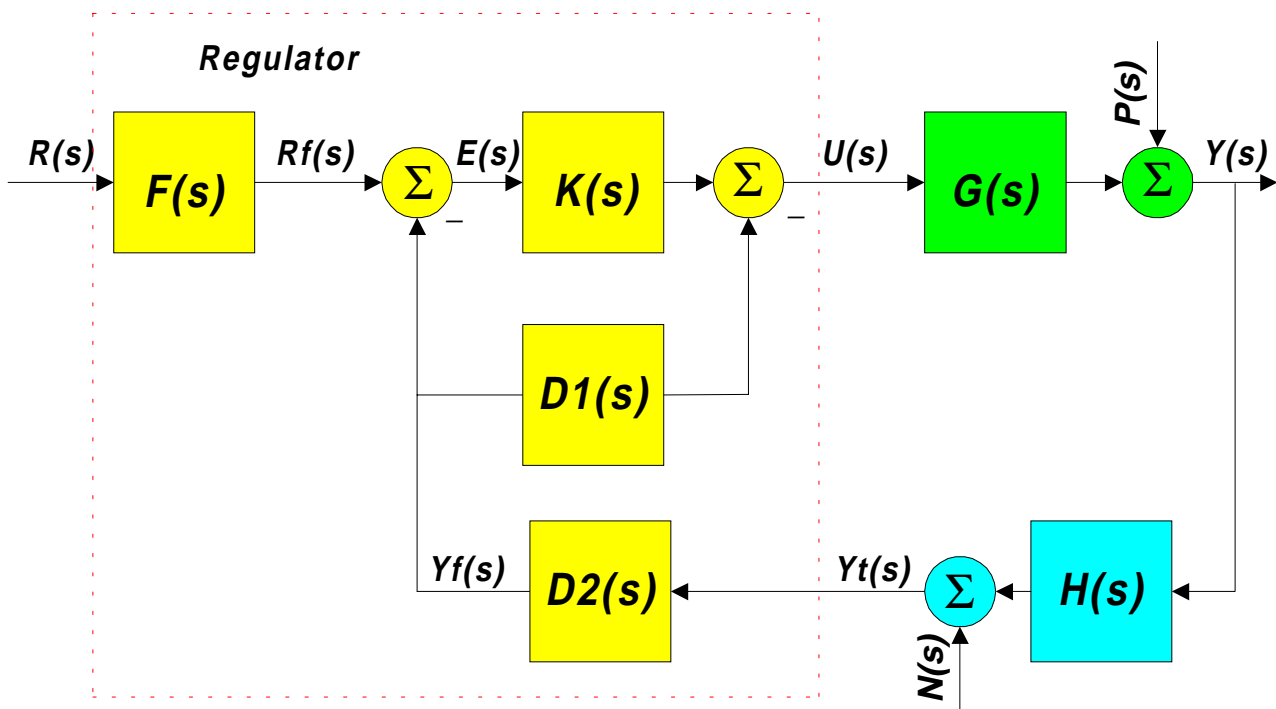 Regulator
P(s)
R(s)
Rf(s)
E(s)
U(s)
Y(s)
F(s)
Σ
K(s)
Σ
G(s)
Σ
–
–
D1(s)
Yf(s)
D2(s)
Yt(s)
Σ
H(s)
N(s)